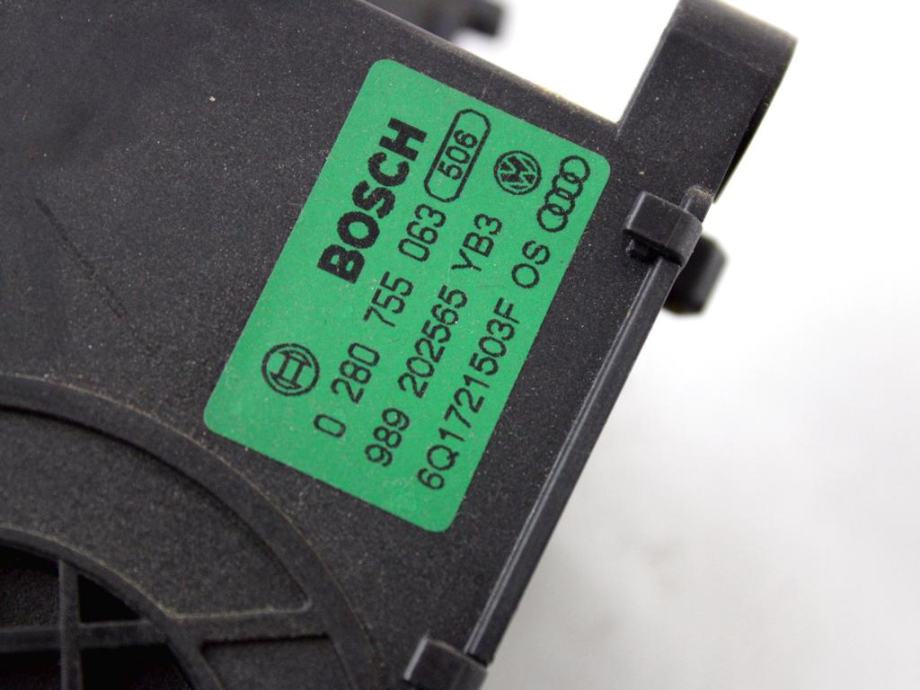 BOSCH
0 280 755 063 506
989 202565 YB3
6Q1721503F OS